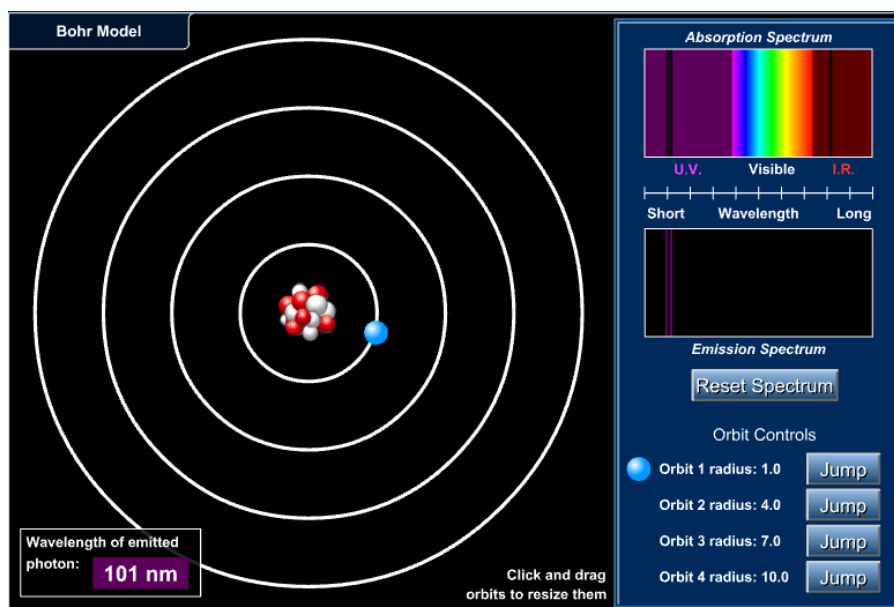 Bohr Model
Absorption Spectrum
U.V. Visible I.R.
Short Wavelength Long
Emission Spectrum
Reset Spectrum
Orbit Controls
Orbit 1 radius: 1.0 Jump
Orbit 2 radius: 4.0 Jump
Orbit 3 radius: 7.0 Jump
Orbit 4 radius: 10.0 Jump
Wavelength of emitted
photon: 101 nm
Click and drag
orbits to resize them